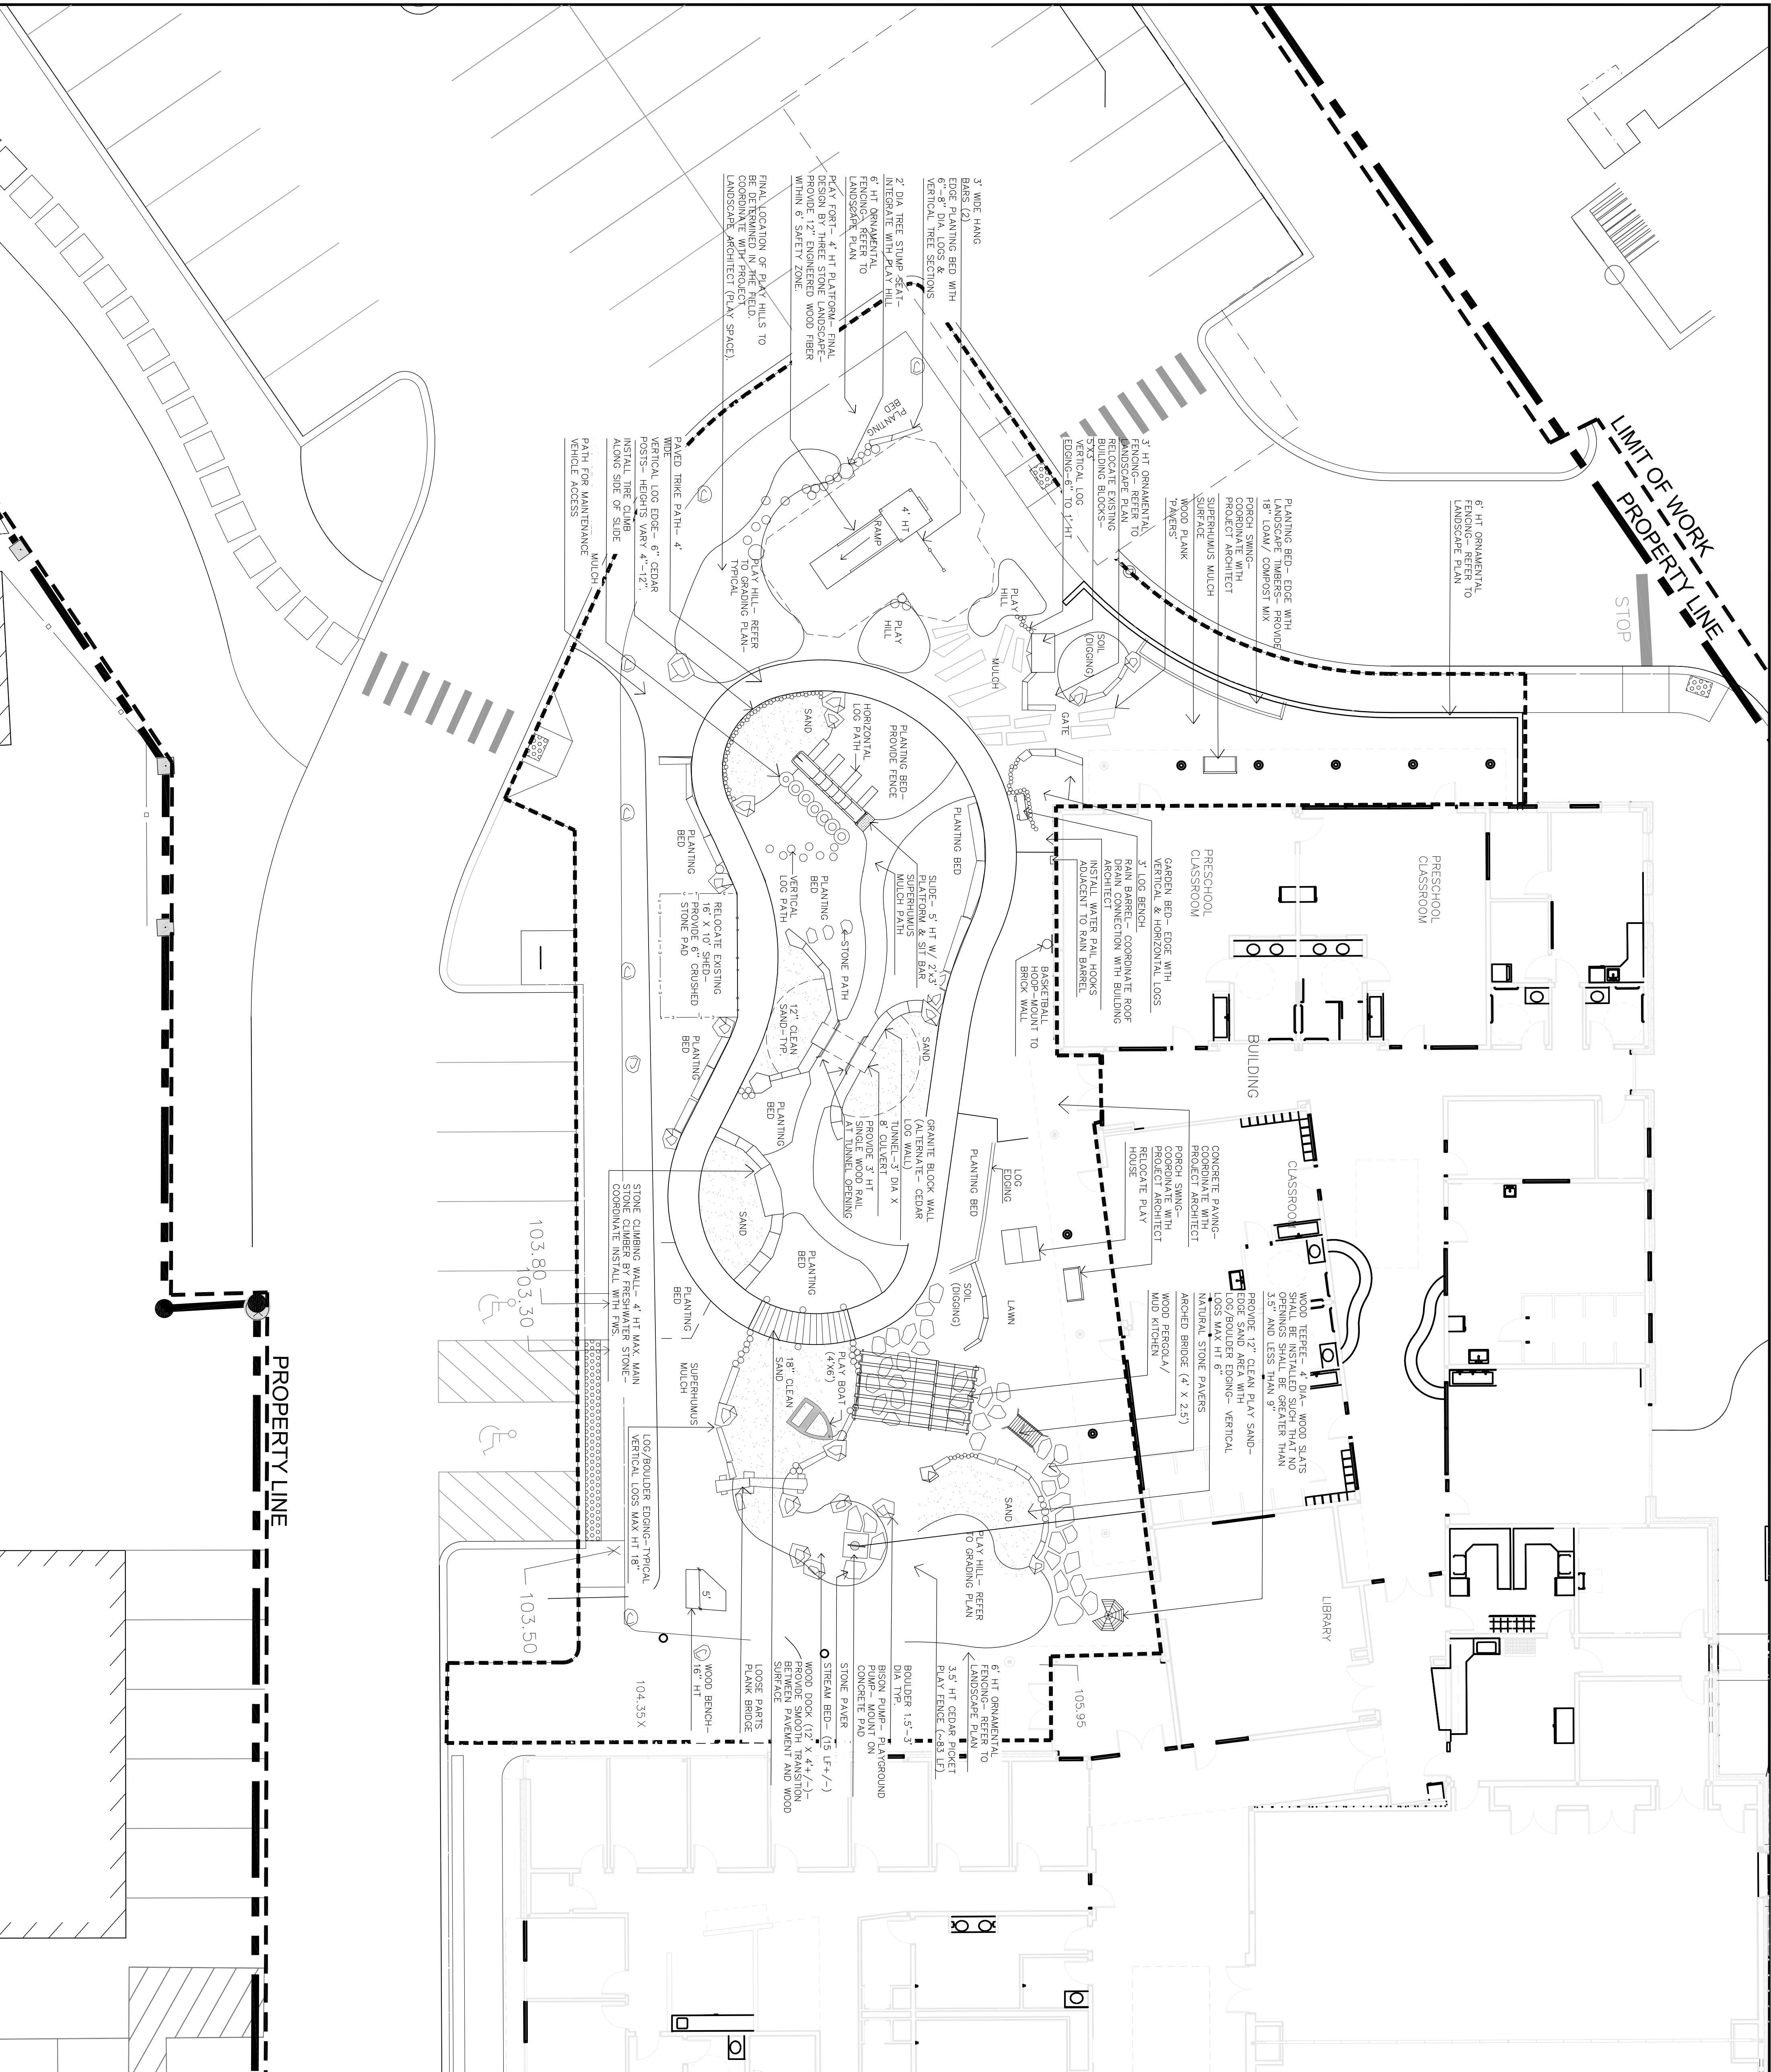 LIMIT OF WORK
PROPERTY LINE
STOP
6' HT ORNAMENTAL
FENCING- REFER TO
LANDSCAPE PLAN
PLANTING BED- EDGE WITH
LANDSCAPE TIMBERS- PROVIDE
18" LOAM/ COMPOST MIX
PORCH SWING-
COORDINATE WITH
PROJECT ARCHITECT
SUPERHUMUS MULCH
SURFACE
WOOD PLANK
"PAVERS"
3' HT ORNAMENTAL
FENCING- REFER TO
LANDSCAPE PLAN
RELOCATE EXISTING
BUILDING BLOCKS-
5'X3'
VERTICAL LOG
EDGING-6" TO 1' HT
3' WIDE HANG
BARS (2)
EDGE PLANTING BED WITH
6"-8" DIA. LOGS &
VERTICAL TREE SECTIONS
2' DIA TREE STUMP SEAT-
INTEGRATE WITH PLAY HILL
6' HT ORNAMENTAL
FENCING- REFER TO
LANDSCAPE PLAN
PLAY FORT- 4' HT PLATFORM- FINAL
DESIGN BY THREE STONE LANDSCAPE-
PROVIDE 12" ENGINEERED WOOD FIBER
WITHIN 6' SAFETY ZONE.
FINAL LOCATION OF PLAY HILLS TO
BE DETERMINED IN THE FIELD.
COORDINATE WITH PROJECT
LANDSCAPE ARCHITECT (PLAY SPACE).
PLANTING
BED
4' HT
RAMP
PLAY
HILL
PLAY
HILL
SOIL
(DIGGING)
MULCH
GATE
PLAY HILL- REFER
TO GRADING PLAN-
TYPICAL
PAVED TRIKE PATH- 4'
WIDE
VERTICAL LOG EDGE- 6" CEDAR
POSTS- HEIGHTS VARY 4"-12".
INSTALL TIRE CLIMB
ALONG SIDE OF SLIDE
MULCH
PATH FOR MAINTENANCE
VEHICLE ACCESS
PRESCHOOL
CLASSROOM
PRESCHOOL
CLASSROOM
GARDEN BED- EDGE WITH
VERTICAL & HORIZONTAL LOGS
3' LOG BENCH
RAIN BARREL- COORDINATE ROOF
DRAIN CONNECTION WITH BUILDING
ARCHITECT
INSTALL WATER PAIL HOOKS
ADJACENT TO RAIN BARREL
BASKETBALL
HOOP-MOUNT TO
BRICK WALL
PLANTING BED
PLANTING BED-
PROVIDE FENCE
HORIZONTAL
LOG PATH
SAND
SLIDE- 5' HT W/ 2'x3'
PLATFORM & SIT BAR
SUPERHUMUS
MULCH PATH
PLANTING
BED
VERTICAL
LOG PATH
STONE PATH
PLANTING
BED
RELOCATE EXISTING
16' X 10' SHED-
PROVIDE 6" CRUSHED
STONE PAD
12" CLEAN
SAND-TYP.
SAND
PLANTING
BED
PLANTING
BED
BUILDING
CLASSROOM
CONCRETE PAVING-
COORDINATE WITH
PROJECT ARCHITECT
PORCH SWING-
COORDINATE WITH
PROJECT ARCHITECT
RELOCATE PLAY
HOUSE
GRANITE BLOCK WALL
(ALTERNATE- CEDAR
LOG WALL)
TUNNEL-3' DIA X
8' CULVERT
PROVIDE 3' HT
SINGLE WOOD RAIL
AT TUNNEL OPENING
LOG
EDGING
PLANTING BED
SOIL
(DIGGING)
LAWN
SAND
PLANTING
BED
PLANTING
BED
STONE CLIMBING WALL- 4' HT MAX. MAIN
STONE CLIMBER BY FRESHWATER STONE-
COORDINATE INSTALL WITH FWS.
103.80
103.30
WOOD TEEPEE- 4' DIA- WOOD SLATS
SHALL BE INSTALLED SUCH THAT NO
OPENINGS SHALL BE GREATER THAN
3.5" AND LESS THAN 9"
PROVIDE 12" CLEAN PLAY SAND-
EDGE SAND AREA WITH
LOG/BOULDER EDGING- VERTICAL
LOGS MAX HT 6"
NATURAL STONE PAVERS
ARCHED BRIDGE (4' X 2.5')
WOOD PERGOLA/
MUD KITCHEN
PLAY BOAT
(4'X6')
18" CLEAN
SAND
SUPERHUMUS
MULCH
LOG/BOULDER EDGING-TYPICAL
VERTICAL LOGS MAX HT 18"
SAND
PLAY HILL- REFER
TO GRADING PLAN
LIBRARY
5'
103.50
104.35X
105.95
6' HT ORNAMENTAL
FENCING- REFER TO
LANDSCAPE PLAN
3.5' HT CEDAR PICKET
PLAY FENCE (~83 LF)
BOULDER 1.5'-3'
DIA TYP.
BISON PUMP- PLAYGROUND
PUMP- MOUNT ON
CONCRETE PAD
STONE PAVER
STREAM BED- (15 LF+/-)
WOOD DOCK (12' X 4'+/-)-
PROVIDE SMOOTH TRANSITION
BETWEEN PAVEMENT AND WOOD
SURFACE
LOOSE PARTS
PLANK BRIDGE
WOOD BENCH-
16" HT
PROPERTY LINE